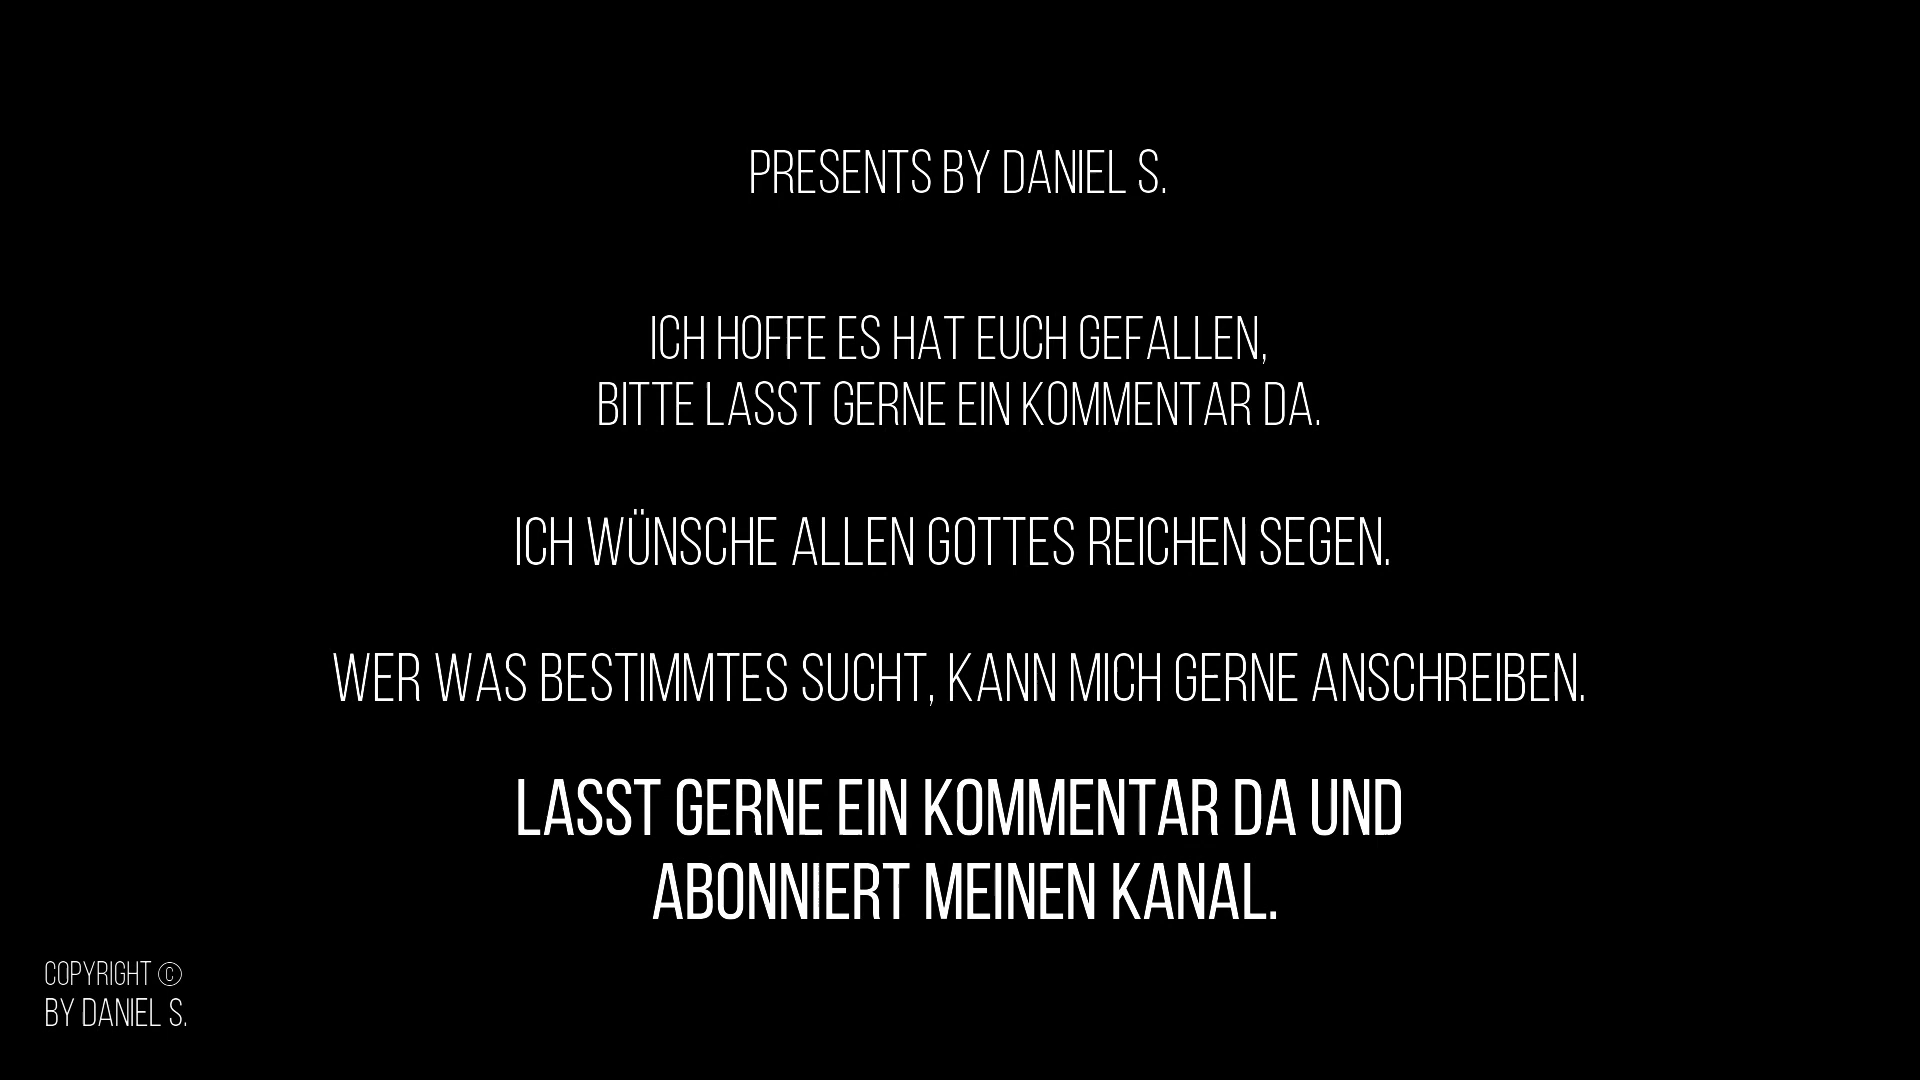 PRESENTS BY DANIEL S.
ICH HOFFE ES HAT EUCH GEFALLEN,
BITTE LASST GERNE EIN KOMMENTAR DA.
ICH WÜNSCHE ALLEN GOTTES REICHEN SEGEN.
WER WAS BESTIMMTES SUCHT, KANN MICH GERNE ANSCHREIBEN.
LASST GERNE EIN KOMMENTAR DA UND
ABONNIERT MEINEN KANAL.
COPYRIGHT ©
BY DANIEL S.